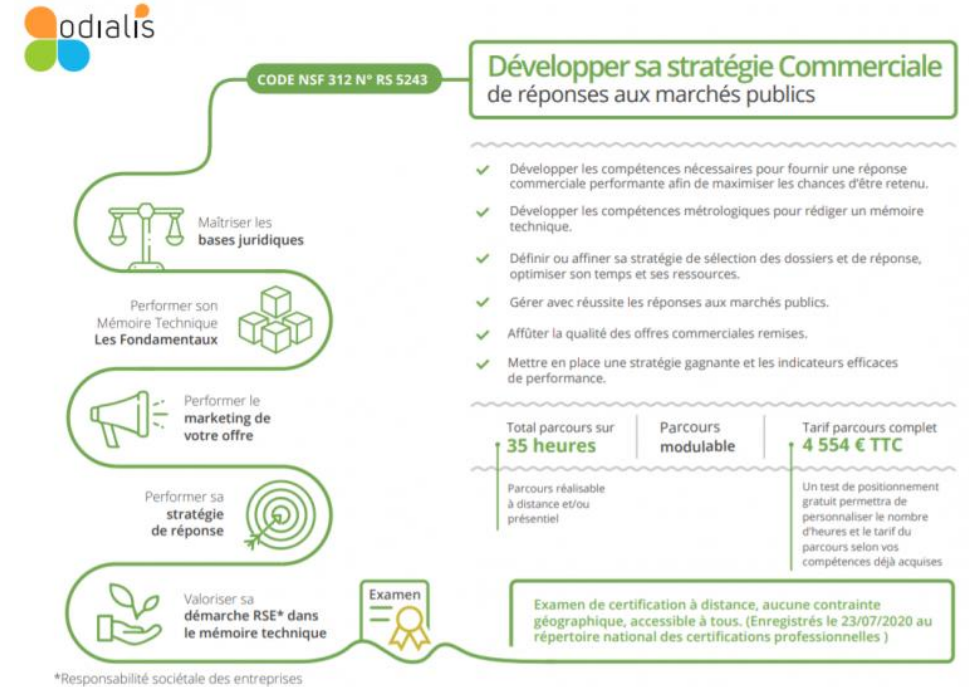 odialis
CODE NSF 312 N° RS 5243
Développer sa stratégie Commerciale
de réponses aux marchés publics
Maîtriser les
bases juridiques
Performer son
Mémoire Technique
Les Fondamentaux
Performer le
marketing de
votre offre
Performer sa
stratégie
de réponse
Valoriser sa
démarche RSE* dans
le mémoire technique
Examen
Développer les compétences nécessaires pour fournir une réponse
commerciale performante afin de maximiser les chances d'être retenu.
Développer les compétences métrologiques pour rédiger un mémoire
technique.
Définir ou affiner sa stratégie de sélection des dossiers et de réponse,
optimiser son temps et ses ressources.
Gérer avec réussite les réponses aux marchés publics.
Affûter la qualité des offres commerciales remises.
Mettre en place une stratégie gagnante et les indicateurs efficaces
de performance.
Total parcours sur
35 heures
Parcours réalisable
à distance et/ou
présentiel
Parcours
modulable
Tarif parcours complet
4 554 € TTC
Un test de positionnement
gratuit permettra de
personnaliser le nombre
d'heures et le tarif du
parcours selon vos
compétences déjà acquises
Examen de certification à distance, aucune contrainte
géographique, accessible à tous. (Enregistrés le 23/07/2020 au
répertoire national des certifications professionnelles )
*Responsabilité sociétale des entreprises